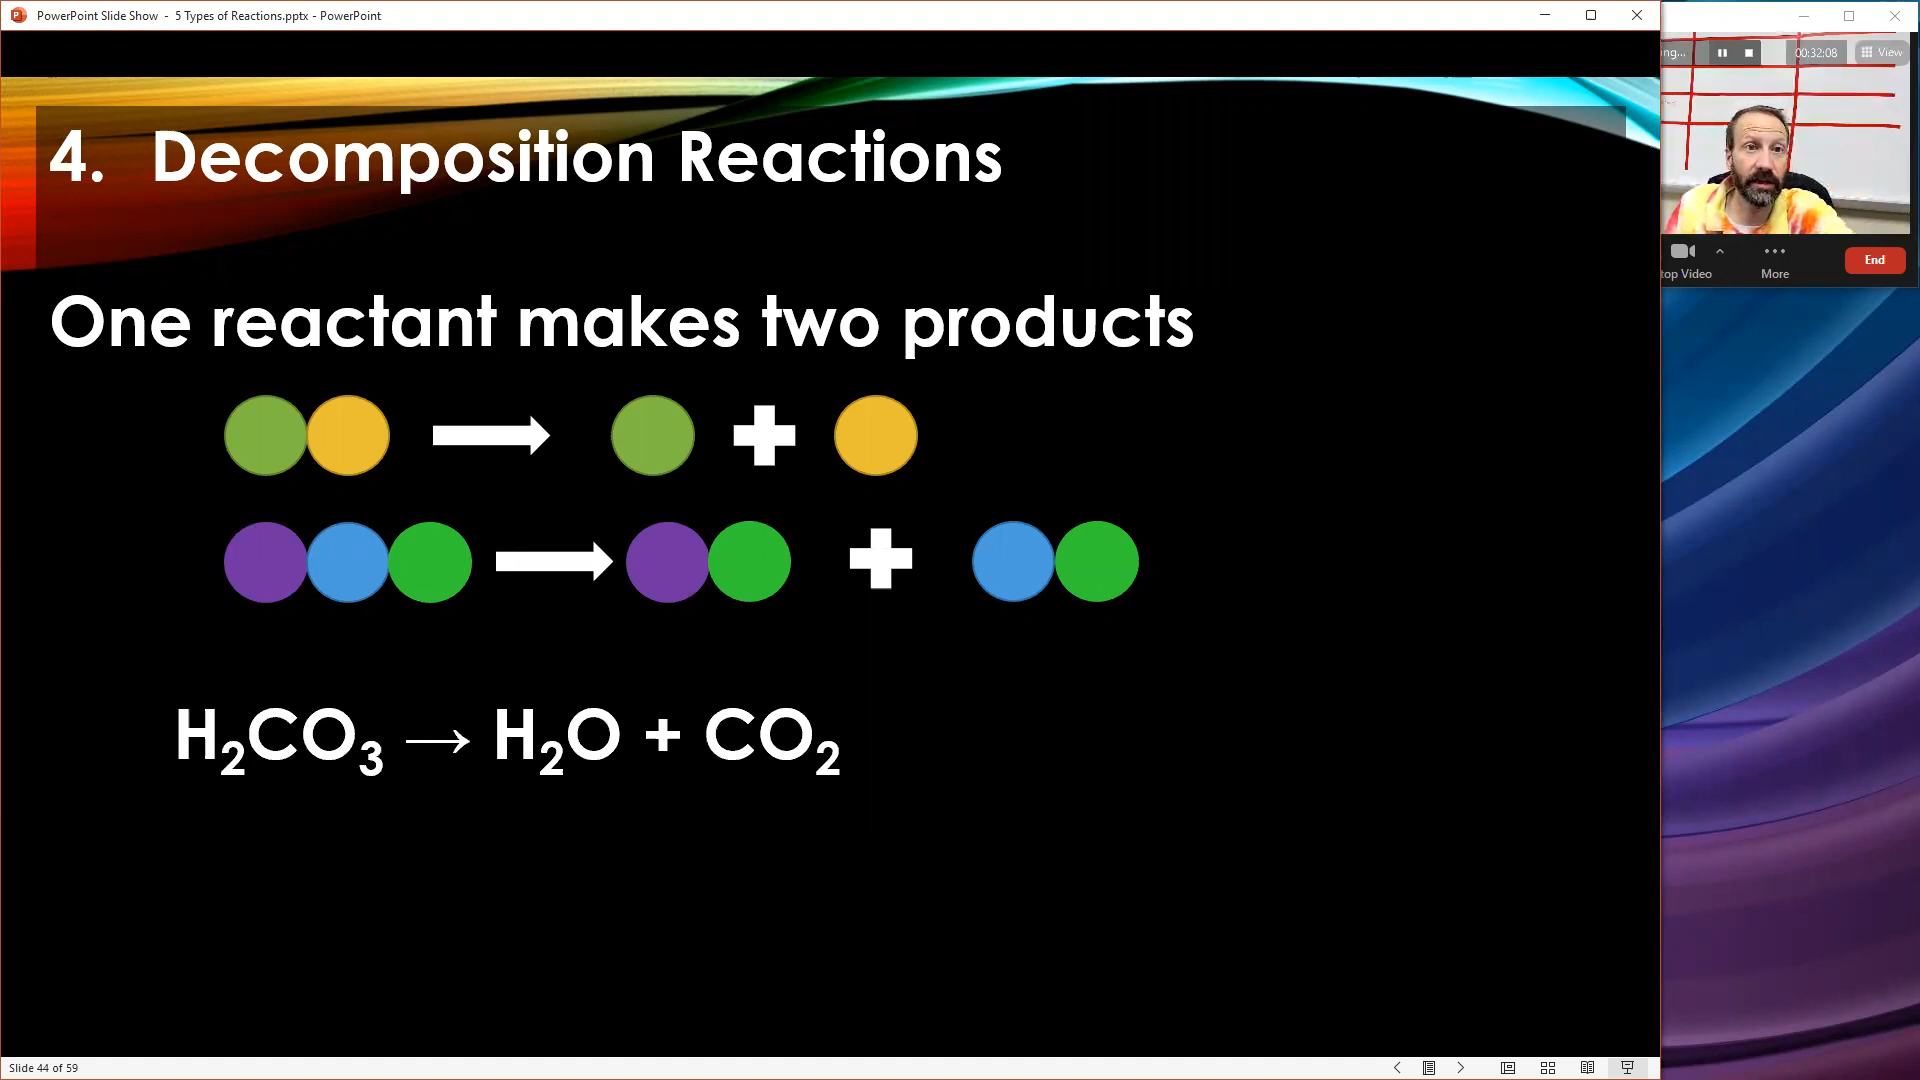 PowerPoint Slide Show - 5 Types of Reactions.pptx - PowerPoint
ng...
00:32:08
View
4. Decomposition Reactions
top Video
More
End
One reactant makes two products
H₂CO₃ → H₂O + CO₂
Slide 44 of 59